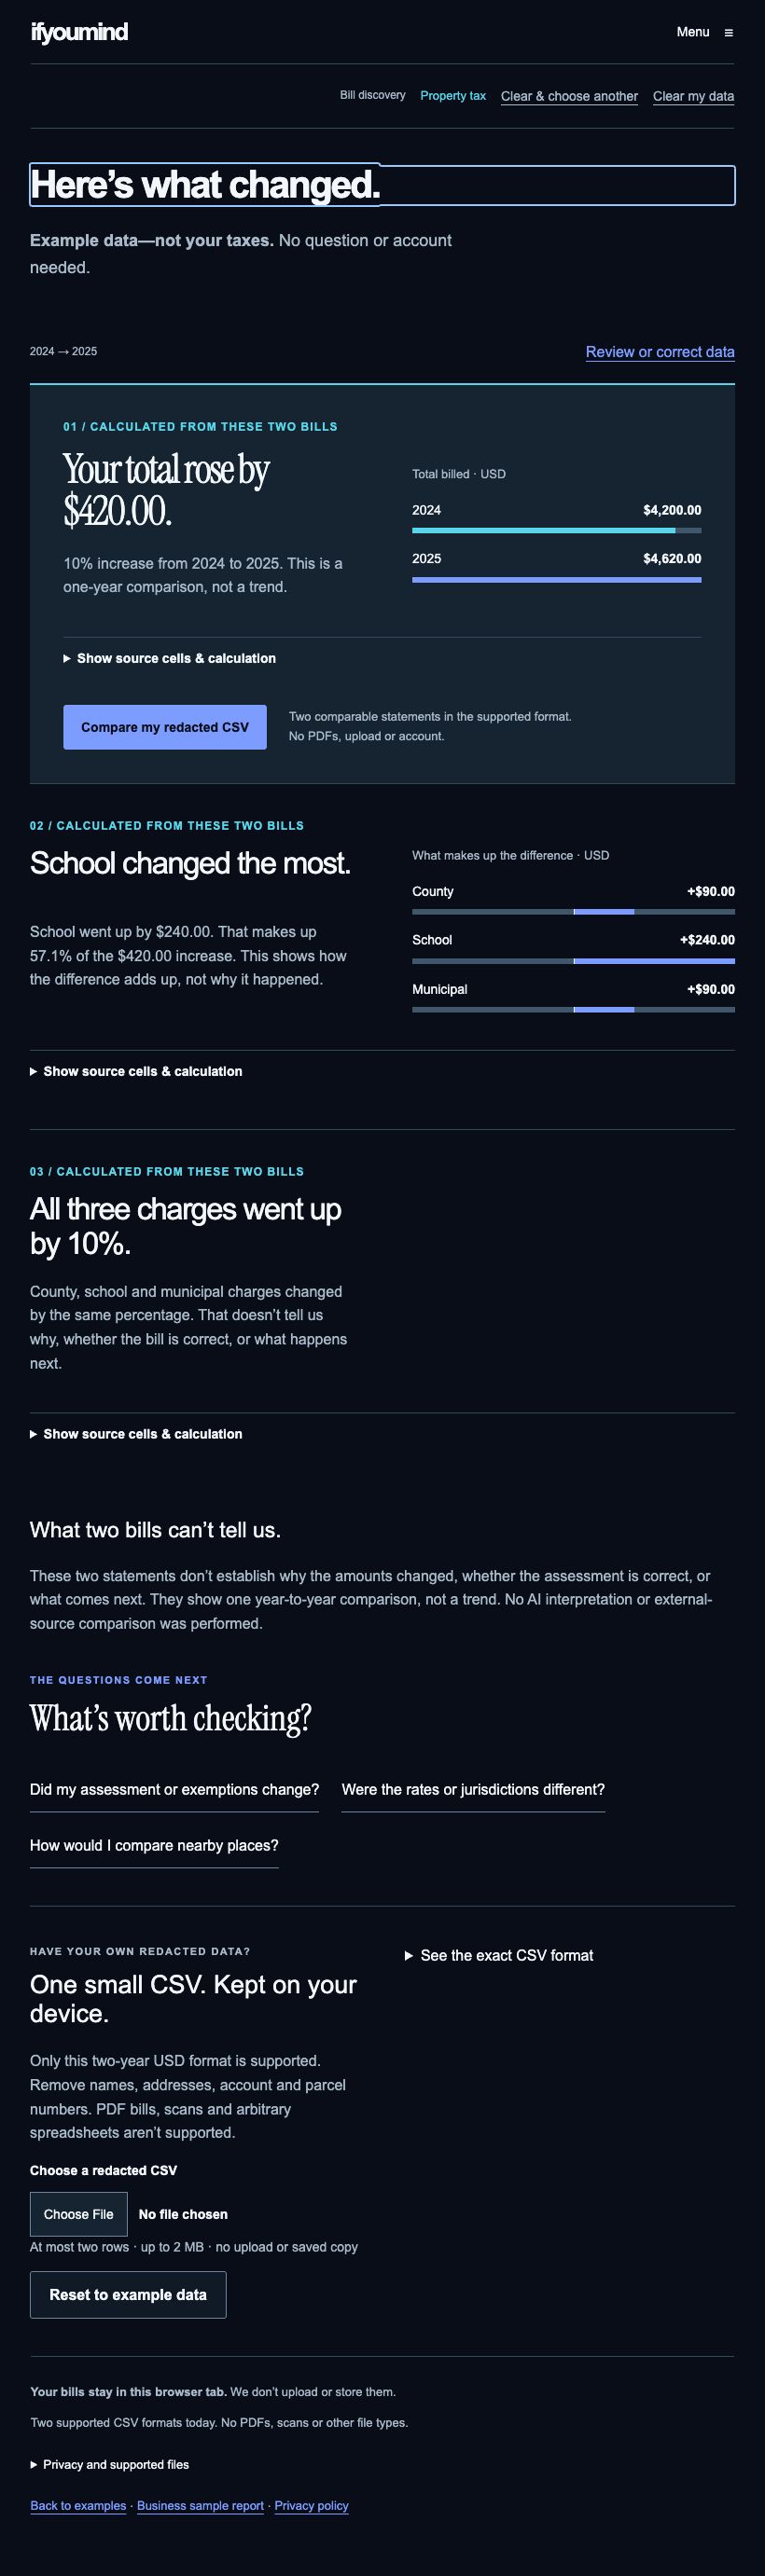 ifyoumind
Menu ≡
Bill discovery Property tax Clear & choose another Clear my data
Here’s what changed.
Example data—not your taxes. No question or account
needed.
2024 → 2025 Review or correct data
01 / CALCULATED FROM THESE TWO BILLS
Your total rose by
$420.00.
10% increase from 2024 to 2025. This is a
one-year comparison, not a trend.
Total billed · USD
2024 $4,200.00
2025 $4,620.00
▶ Show source cells & calculation
Compare my redacted CSV
Two comparable statements in the supported format.
No PDFs, upload or account.
02 / CALCULATED FROM THESE TWO BILLS
School changed the most.
School went up by $240.00. That makes up
57.1% of the $420.00 increase. This shows how
the difference adds up, not why it happened.
What makes up the difference · USD
County +$90.00
School +$240.00
Municipal +$90.00
▶ Show source cells & calculation
03 / CALCULATED FROM THESE TWO BILLS
All three charges went up
by 10%.
County, school and municipal charges changed
by the same percentage. That doesn’t tell us
why, whether the bill is correct, or what happens
next.
▶ Show source cells & calculation
What two bills can’t tell us.
These two statements don’t establish why the amounts changed, whether the assessment is correct, or
what comes next. They show one year-to-year comparison, not a trend. No AI interpretation or external-
source comparison was performed.
THE QUESTIONS COME NEXT
What’s worth checking?
Did my assessment or exemptions change? Were the rates or jurisdictions different?
How would I compare nearby places?
HAVE YOUR OWN REDACTED DATA?
One small CSV. Kept on your
device.
Only this two-year USD format is supported.
Remove names, addresses, account and parcel
numbers. PDF bills, scans and arbitrary
spreadsheets aren’t supported.
Choose a redacted CSV
Choose File No file chosen
At most two rows · up to 2 MB · no upload or saved copy
Reset to example data
▶ See the exact CSV format
Your bills stay in this browser tab. We don’t upload or store them.
Two supported CSV formats today. No PDFs, scans or other file types.
▶ Privacy and supported files
Back to examples · Business sample report · Privacy policy